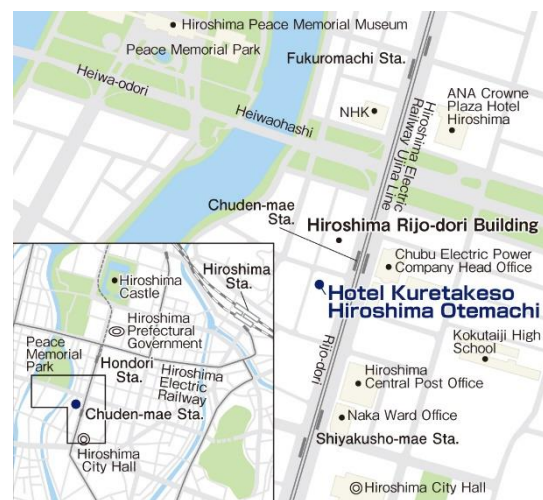 Hiroshima Peace Memorial Museum
Peace Memorial Park
Fukuromachi Sta.
Heiwa-odori
NHK
ANA Crowne
Plaza Hotel
Hiroshima
Heiwaohashi
Hiroshima Electric
Railway Ujina Line
Chuden-mae
Sta.
Hiroshima Rijo-dori Building
Chubu Electric Power
Company Head Office
Hotel Kuretakeso
Hiroshima Otemachi
Kokutaiji High
School
Rijo-dori
Hiroshima
Central Post Office
Naka Ward Office
Shiyakusho-mae Sta.
Hiroshima City Hall
Hiroshima
Sta.
Hiroshima
Castle
Hiroshima
Prefectural
Government
Peace
Memorial
Park
Hondori
Sta.
Hiroshima
Electric
Railway
Chuden-mae Sta.
Hiroshima
City Hall